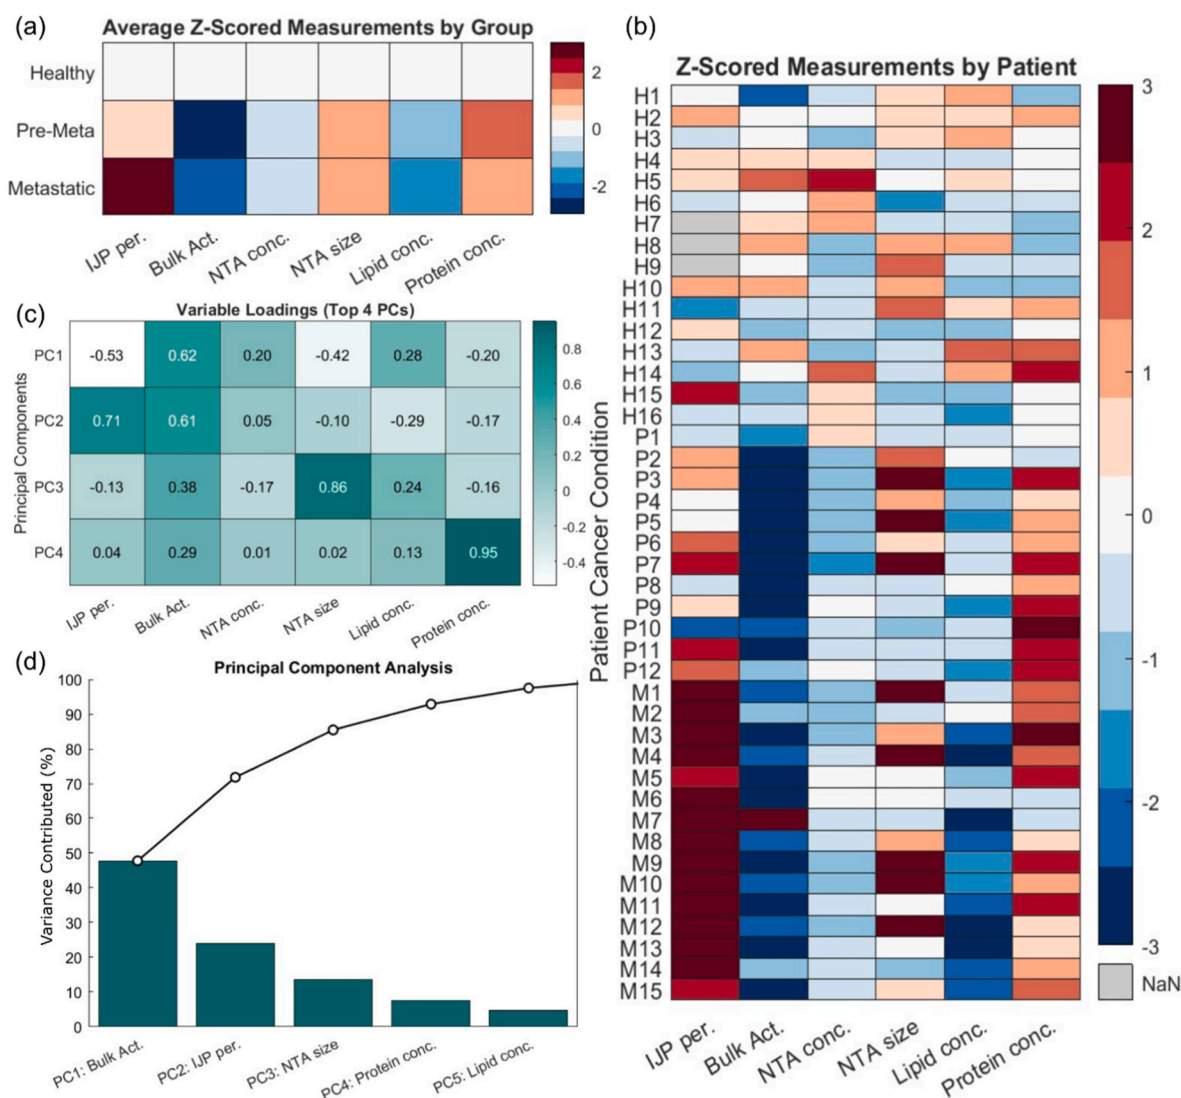 (a)
Average Z-Scored Measurements by Group
Healthy
Pre-Meta
Metastatic
2
0
-2
IJP per.
Bulk Act.
NTA conc.
NTA size
Lipid conc.
Protein conc.
(b)
Z-Scored Measurements by Patient
Patient Cancer Condition
H1
H2
H3
H4
H5
H6
H7
H8
H9
H10
H11
H12
H13
H14
H15
H16
P1
P2
P3
P4
P5
P6
P7
P8
P9
P10
P11
P12
M1
M2
M3
M4
M5
M6
M7
M8
M9
M10
M11
M12
M13
M14
M15
3
2
1
0
-1
-2
-3
NaN
IJP per.
Bulk Act.
NTA conc.
NTA size
Lipid conc.
Protein conc.
(c)
Variable Loadings (Top 4 PCs)
Principal Components
PC1 -0.53 0.62 0.20 -0.42 0.28 -0.20
PC2 0.71 0.61 0.05 -0.10 -0.29 -0.17
PC3 -0.13 0.38 -0.17 0.86 0.24 -0.16
PC4 0.04 0.29 0.01 0.02 0.13 0.95
0.8
0.6
0.4
0.2
0
-0.2
-0.4
IJP per.
Bulk Act.
NTA conc.
NTA size
Lipid conc.
Protein conc.
(d)
Principal Component Analysis
Variance Contributed (%)
100
90
80
70
60
50
40
30
20
10
0
PC1: Bulk Act.
PC2: IJP per.
PC3: NTA size
PC4: Protein conc.
PC5: Lipid conc.